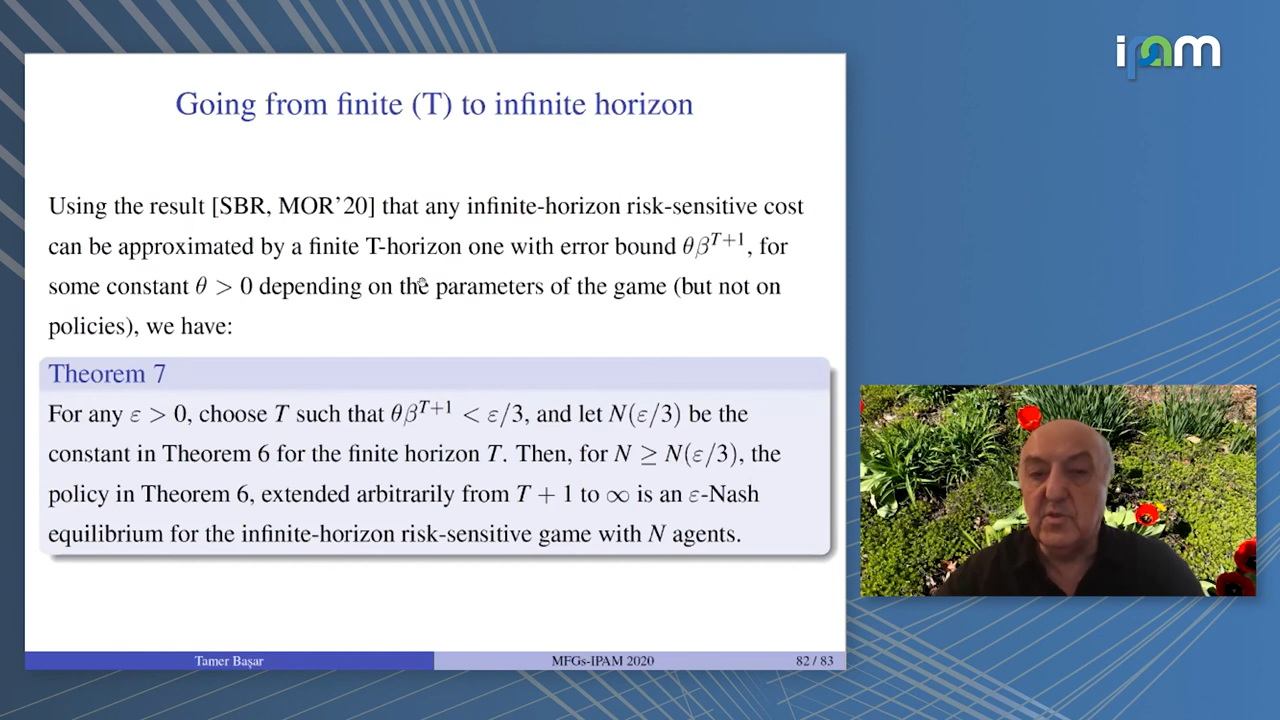 ipam
Going from finite (T) to infinite horizon
Using the result [SBR, MOR’20] that any infinite-horizon risk-sensitive cost
can be approximated by a finite T-horizon one with error bound θβ^{T+1}, for
some constant θ > 0 depending on the parameters of the game (but not on
policies), we have:
Theorem 7
For any ε > 0, choose T such that θβ^{T+1} < ε/3, and let N(ε/3) be the
constant in Theorem 6 for the finite horizon T. Then, for N ≥ N(ε/3), the
policy in Theorem 6, extended arbitrarily from T + 1 to ∞ is an ε-Nash
equilibrium for the infinite-horizon risk-sensitive game with N agents.
Tamer Başar MFGs-IPAM 2020 82 / 83